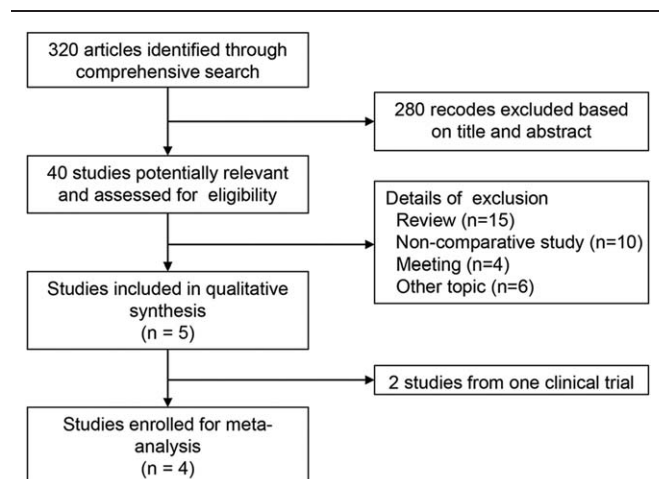 320 articles identified through
comprehensive search
280 recodes excluded based
on title and abstract
40 studies potentially relevant
and assessed for eligibility
Details of exclusion
Review (n=15)
Non-comparative study (n=10)
Meeting (n=4)
Other topic (n=6)
Studies included in qualitative
synthesis
(n = 5)
2 studies from one clinical trial
Studies enrolled for meta-
analysis
(n = 4)